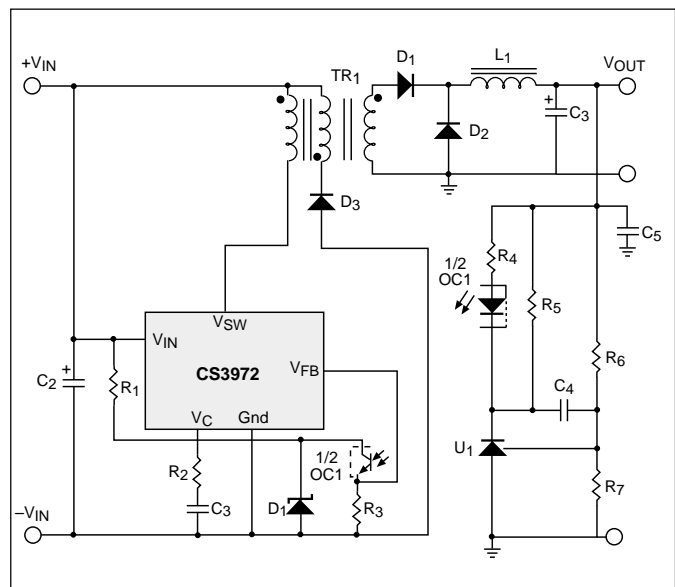 +VIN
TR1
D1
L1
VOUT
+
C3
D2
D3
C5
R4
1/2
OC1
R5
VSW
VIN
R6
CS3972
VFB
C2
+
R1
C4
VC
Gnd
1/2
OC1
U1
R2
R7
C3
D1
R3
–VIN